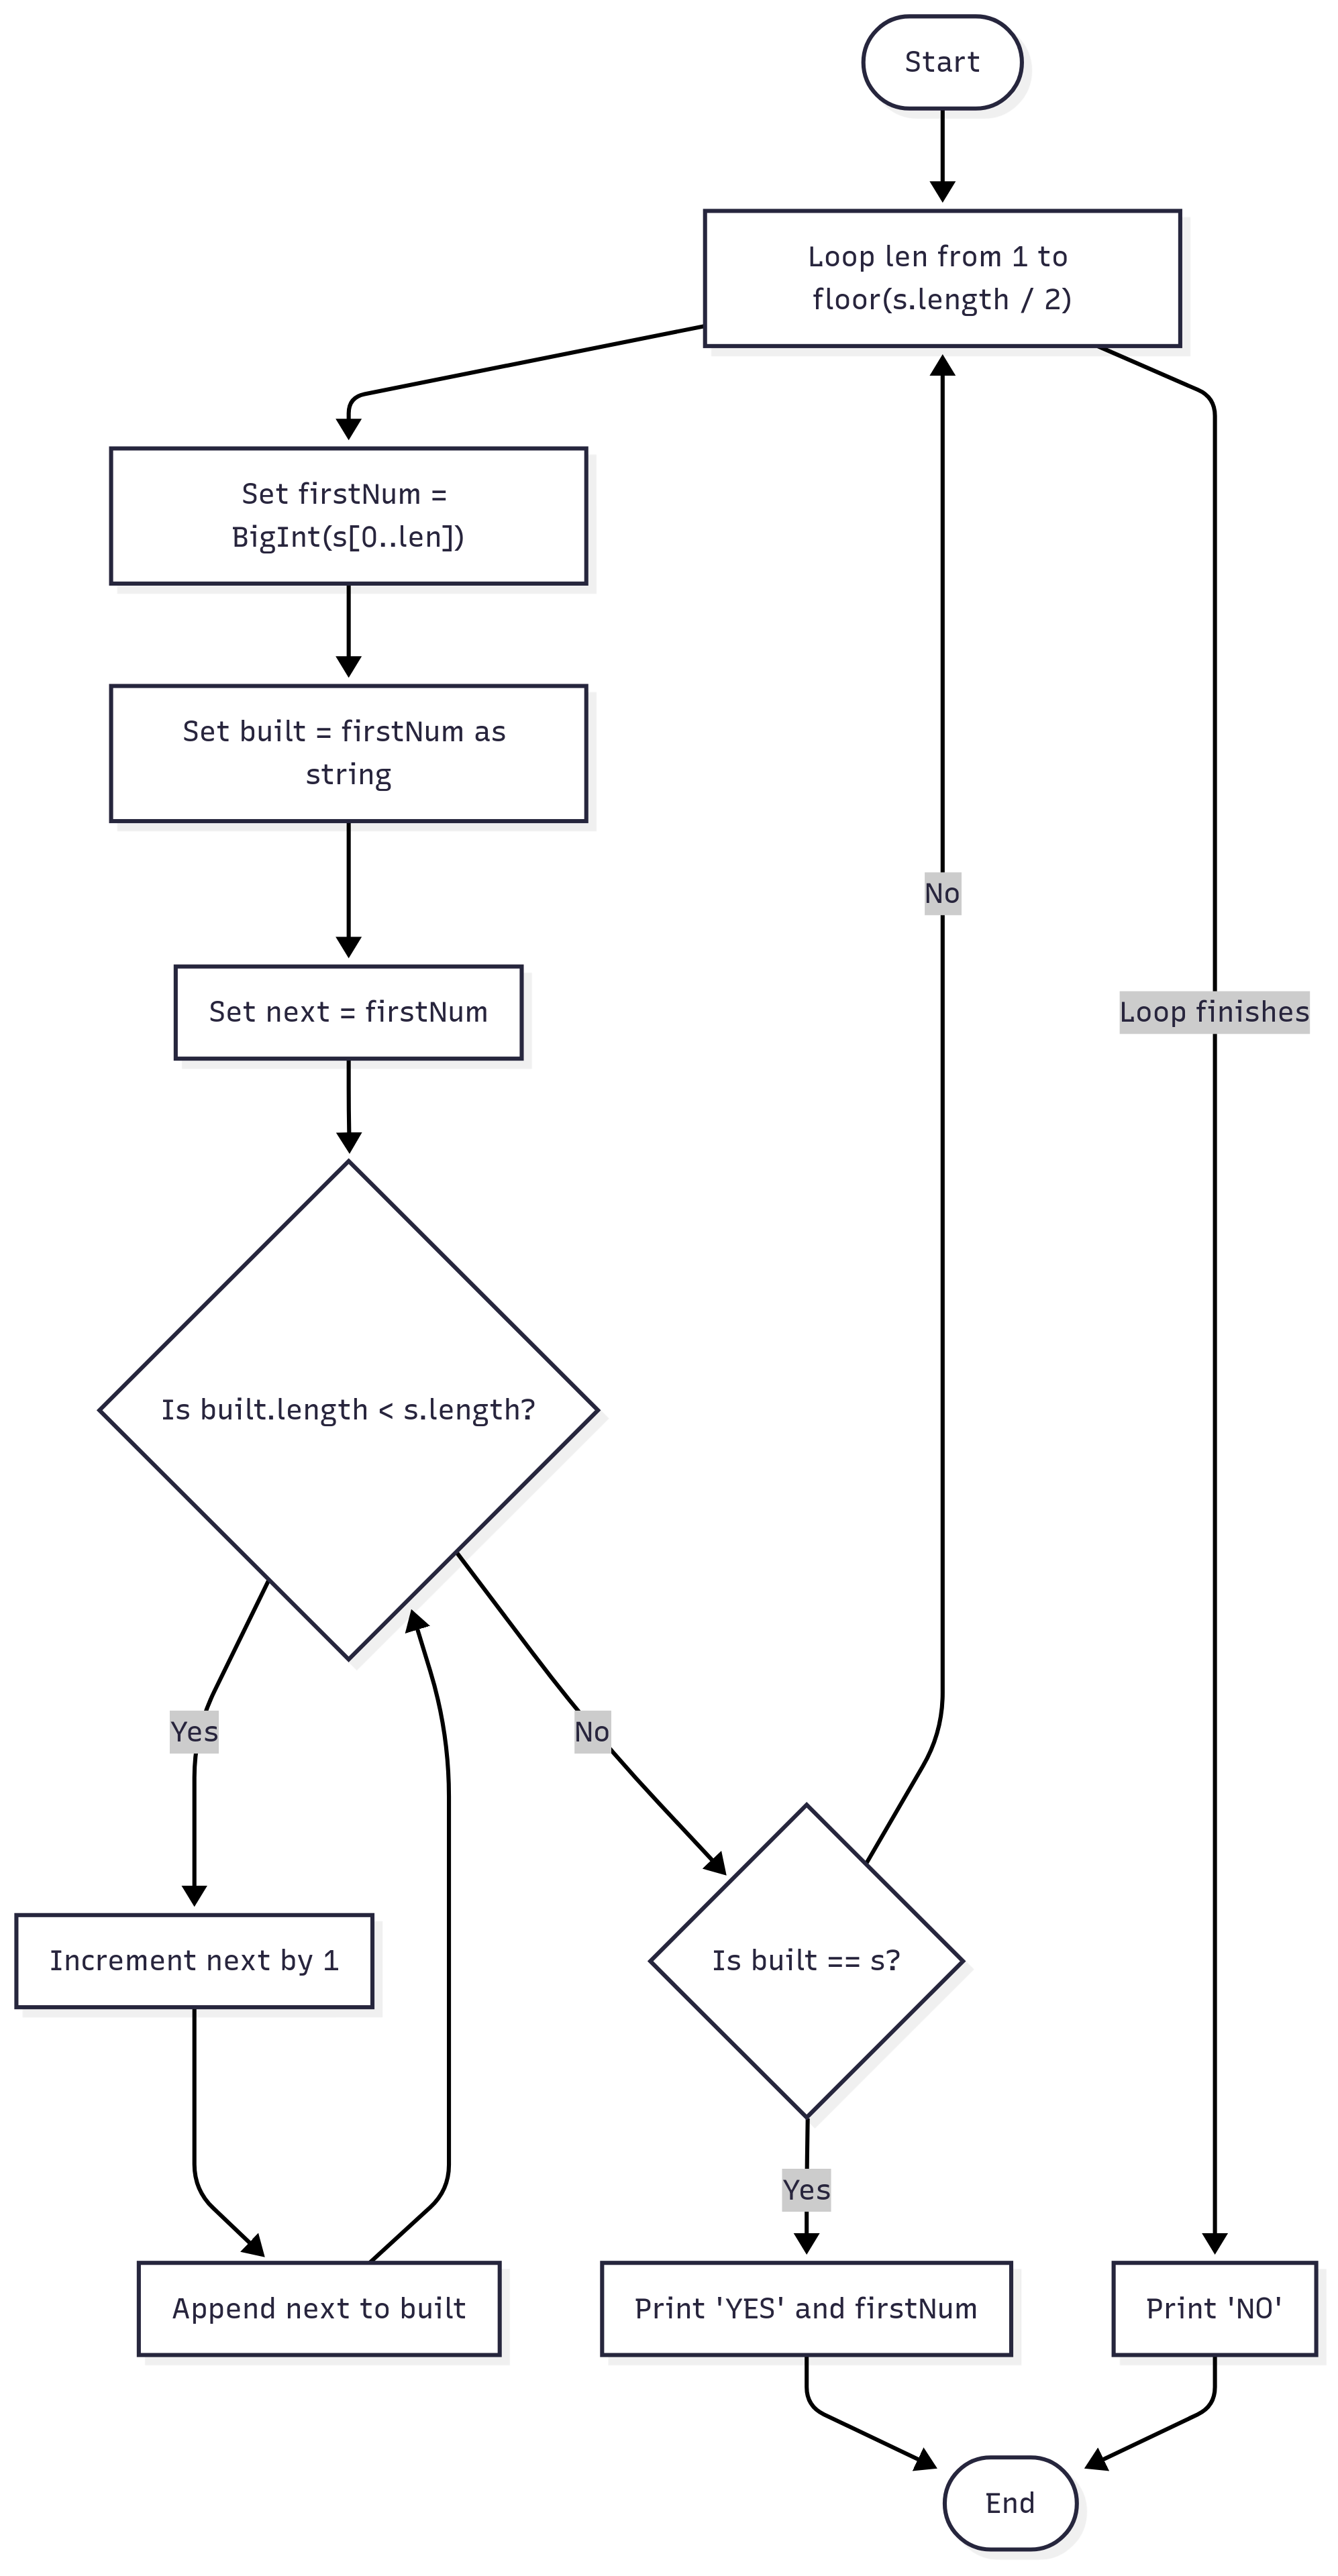 Start
Loop len from 1 to
floor(s.length / 2)
Set firstNum =
BigInt(s[0..len])
Set built = firstNum as
string
No
Set next = firstNum
Loop finishes
Is built.length < s.length?
Yes
No
Increment next by 1
Is built == s?
Yes
Append next to built
Print 'YES' and firstNum
Print 'NO'
End